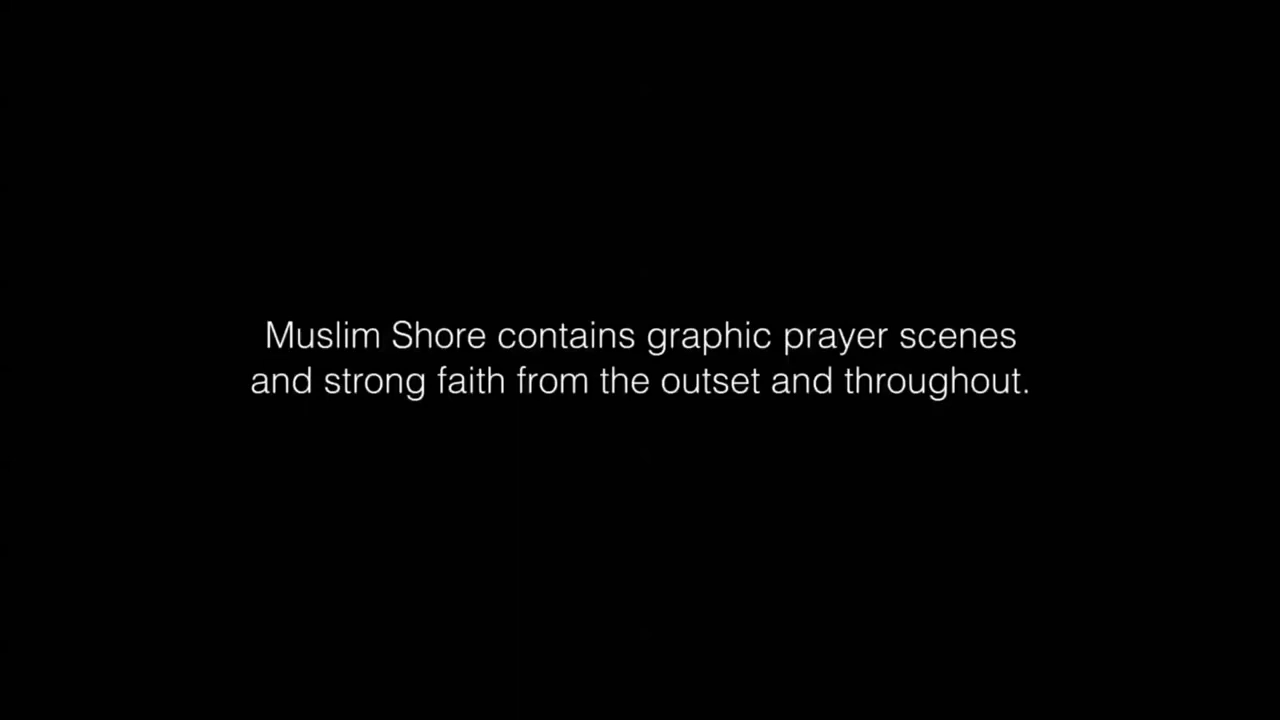 Muslim Shore contains graphic prayer scenes
and strong faith from the outset and throughout.